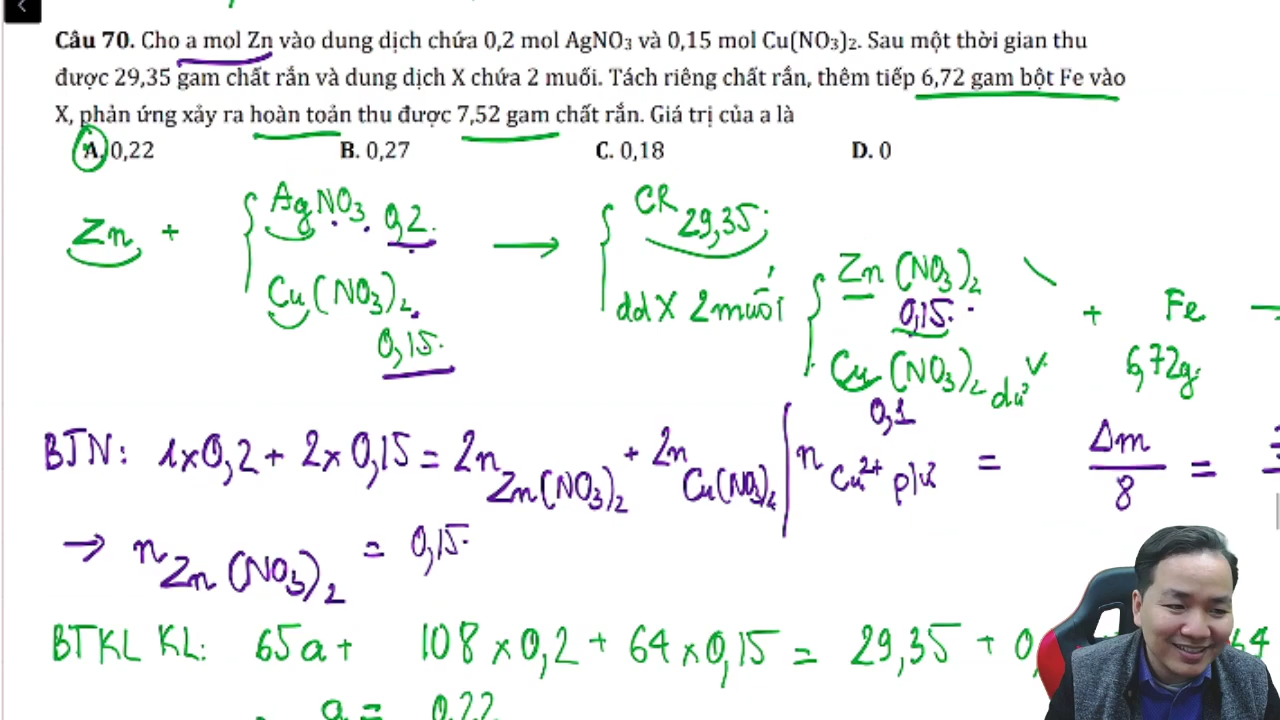 Câu 70. Cho a mol Zn vào dung dịch chứa 0,2 mol AgNO₃ và 0,15 mol Cu(NO₃)₂. Sau một thời gian thu
được 29,35 gam chất rắn và dung dịch X chứa 2 muối. Tách riêng chất rắn, thêm tiếp 6,72 gam bột Fe vào
X, phản ứng xảy ra hoàn toàn thu được 7,52 gam chất rắn. Giá trị của a là
A. 0,22 B. 0,27 C. 0,18 D. 0
Zn + { AgNO₃ 0,2 → { CR 29,35
Cu(NO₃)₂ 0,15 ddX 2 muối { Zn(NO₃)₂ 0,15 + Fe 6,72g →
Cu(NO₃)₂ dư 0,1
BTN: 1x0,2 + 2x0,15 = 2n Zn(NO₃)₂ + 2n Cu(NO₃)₂ | n Cu²⁺ pư = Δm/8 =
→ n Zn(NO₃)₂ = 0,15
BTKL KL: 65a + 108 x 0,2 + 64 x 0,15 = 29,35 + 0, 64
a = 0,22